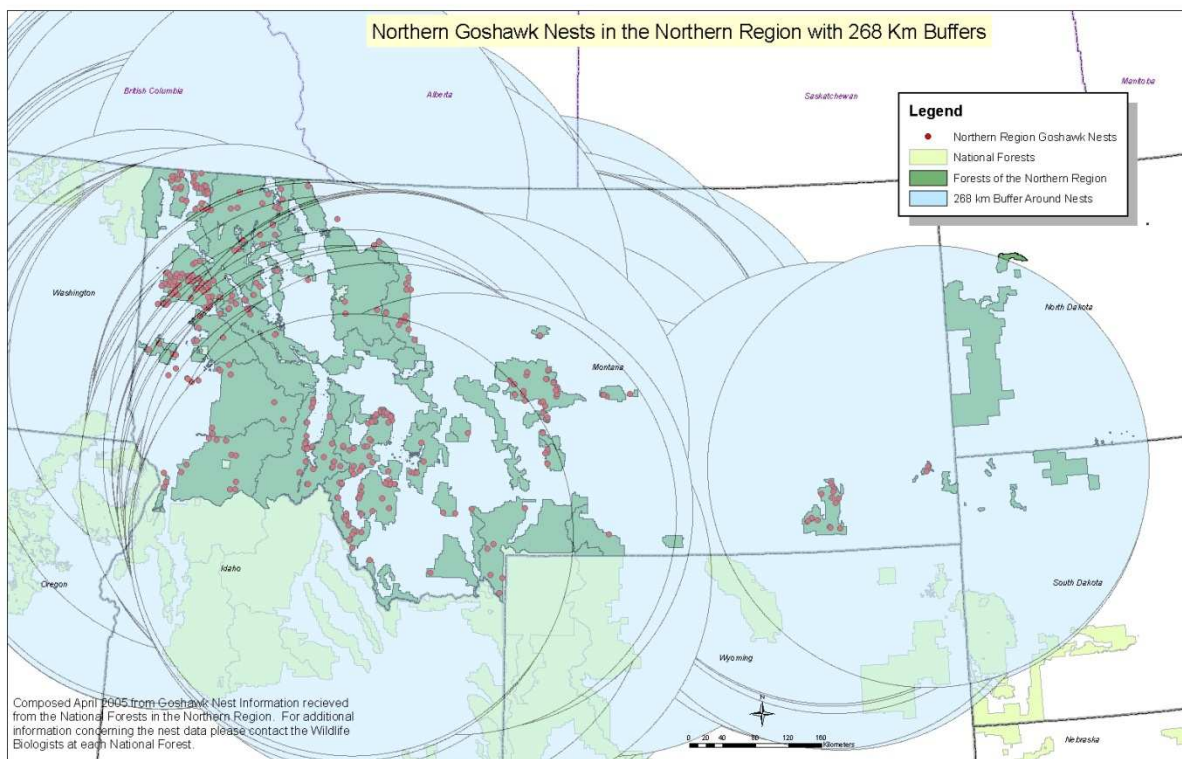 Northern Goshawk Nests in the Northern Region with 268 Km Buffers
British Columbia
Alberta
Saskatchewan
Manitoba
Legend
Northern Region Goshawk Nests
National Forests
Forests of the Northern Region
268 km Buffer Around Nests
Washington
North Dakota
Montana
Oregon
Idaho
South Dakota
Wyoming
Nebraska
Composed April 2005 from Goshawk Nest Information recieved
from the National Forests in the Northern Region. For additional
information concerning the nest data please contact the Wildlife
Biologists at each National Forest.
N
0 20 40 80 120 160
Kilometers